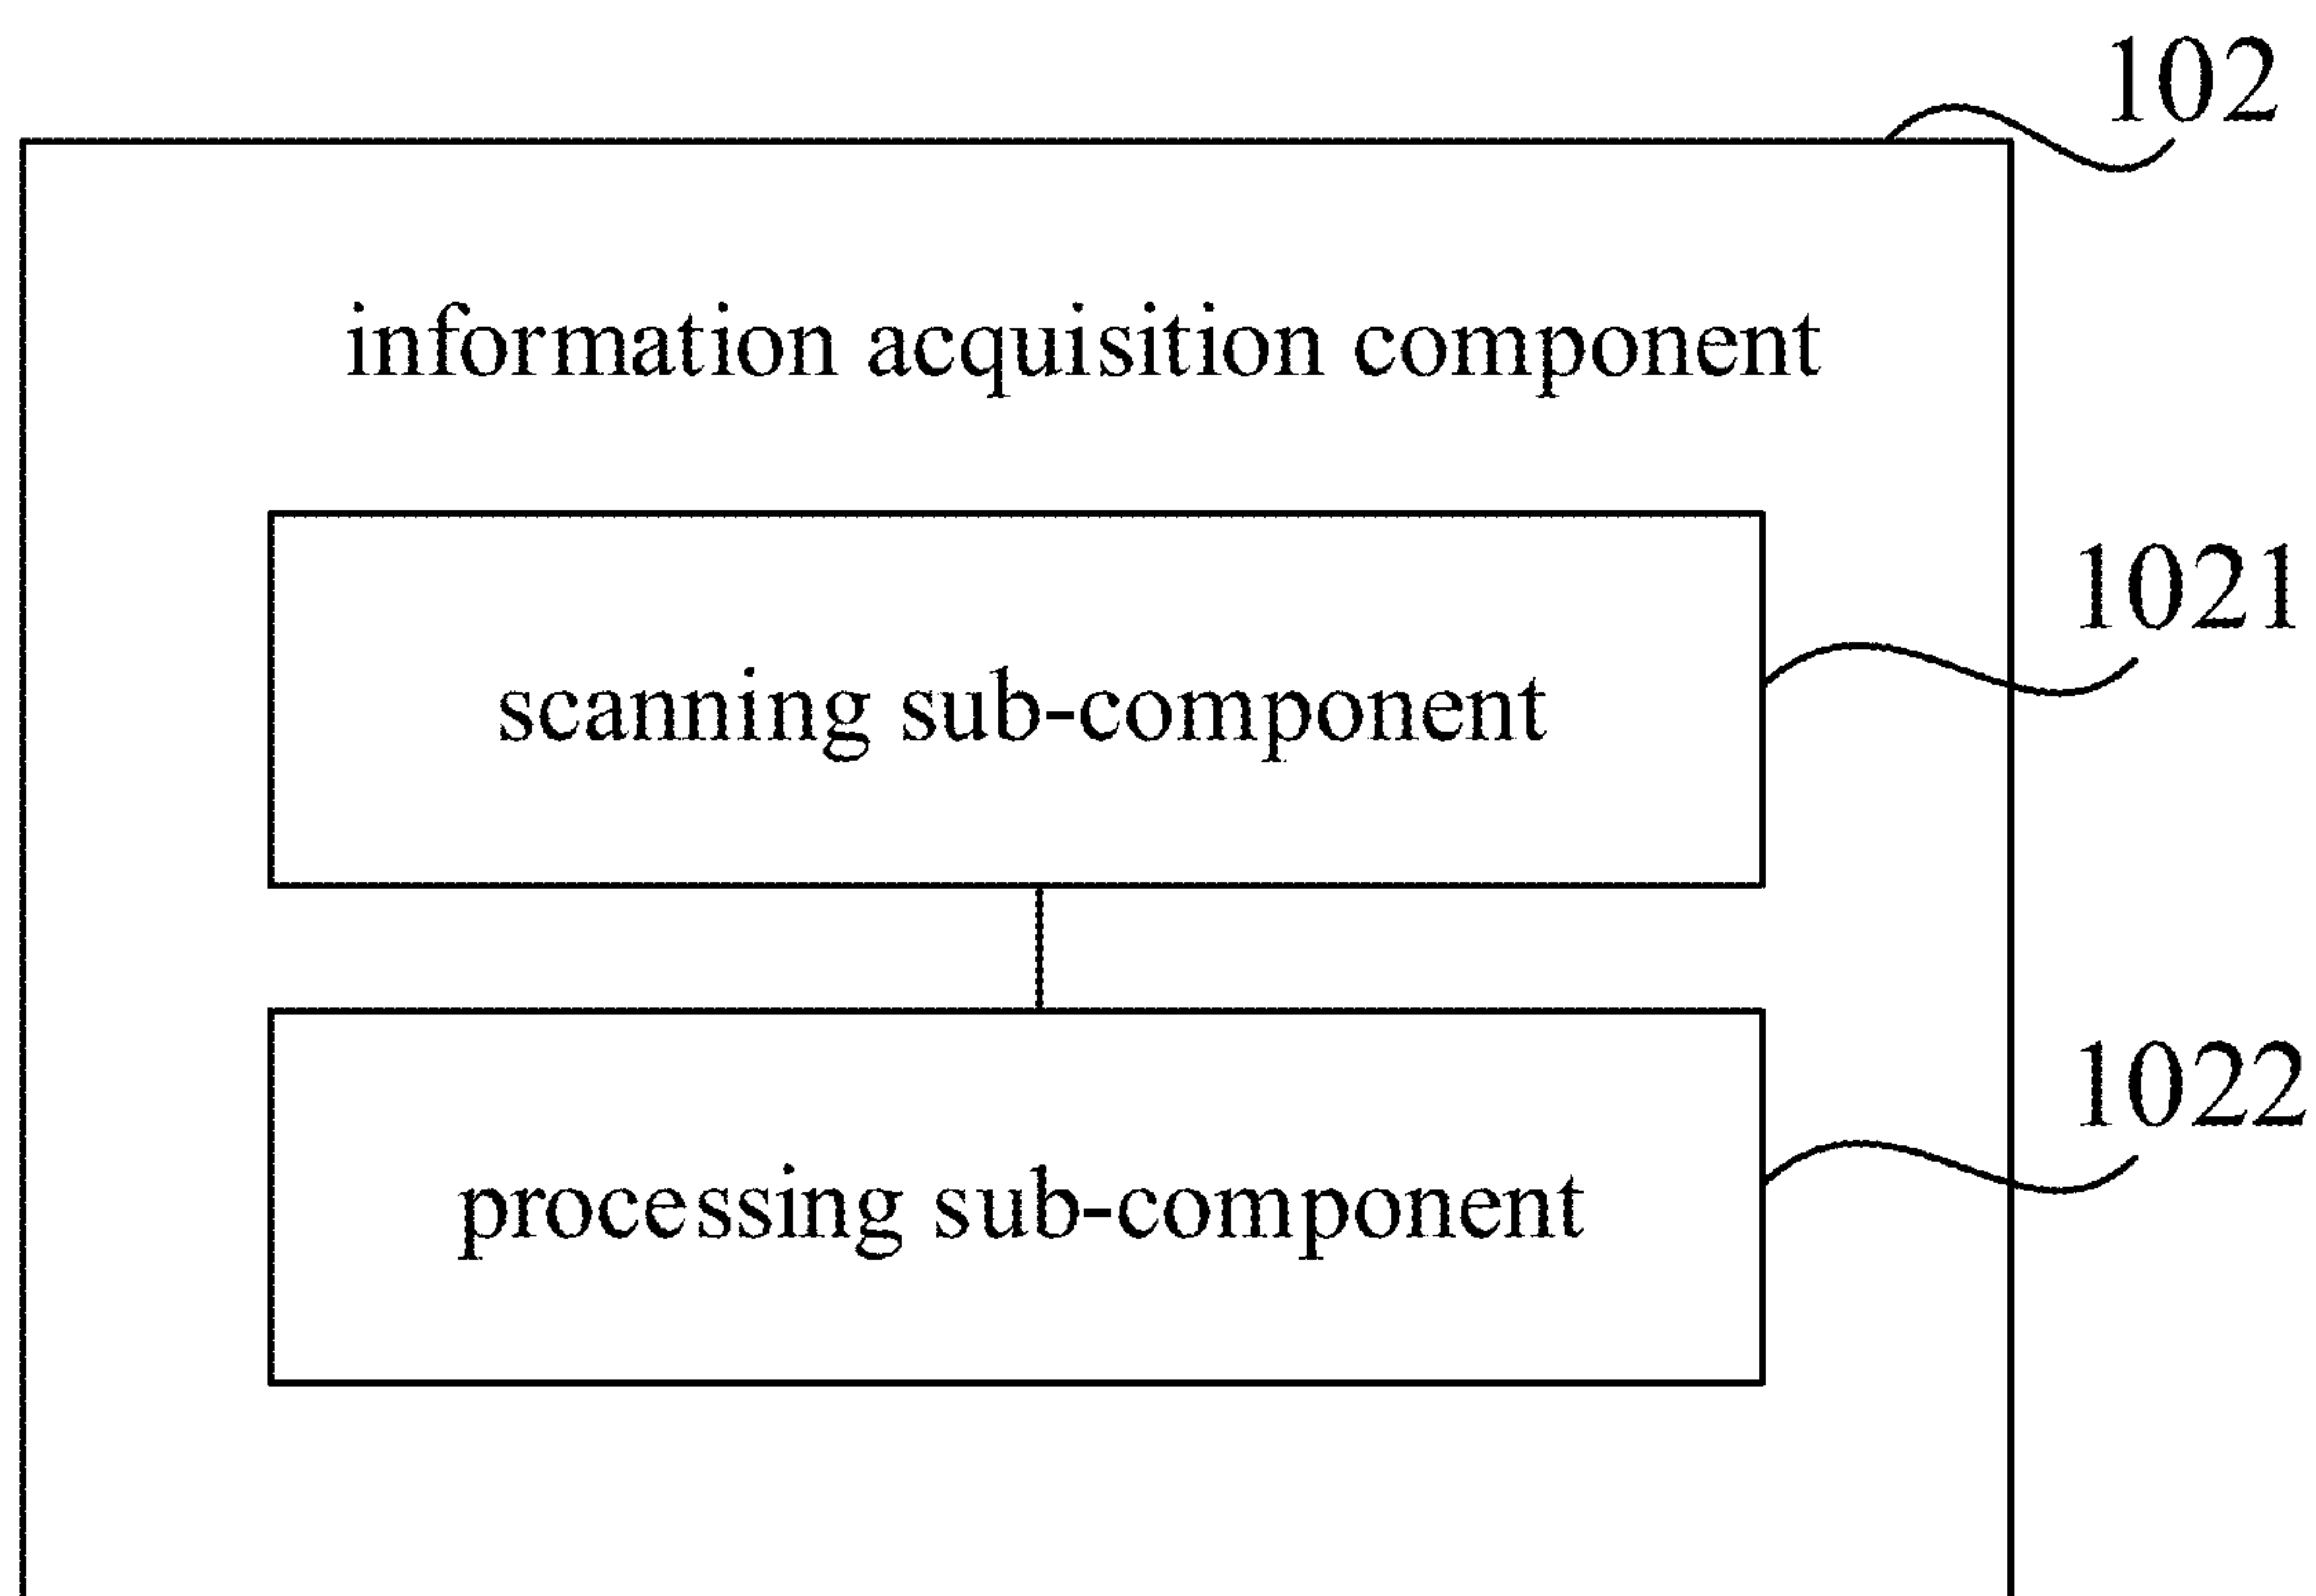 102
information acquisition component
1021
scanning sub-component
1022
processing sub-component